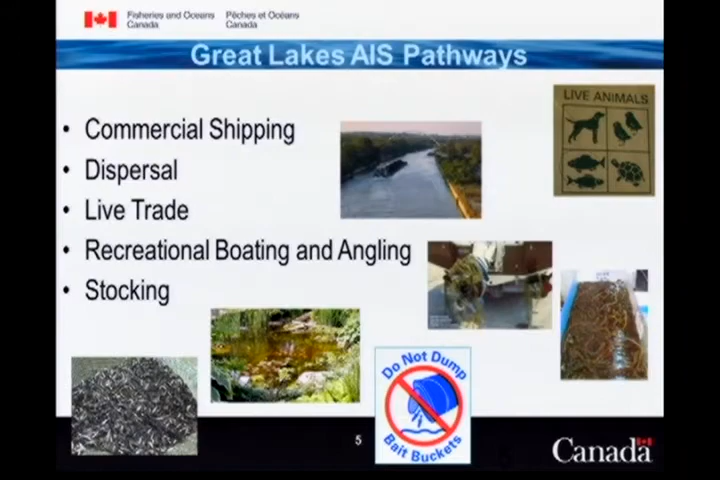 Fisheries and Oceans Pêches et Océans
Canada Canada
Great Lakes AIS Pathways
LIVE ANIMALS
• Commercial Shipping
• Dispersal
• Live Trade
• Recreational Boating and Angling
• Stocking
Do Not Dump
Bait Buckets
5
Canada